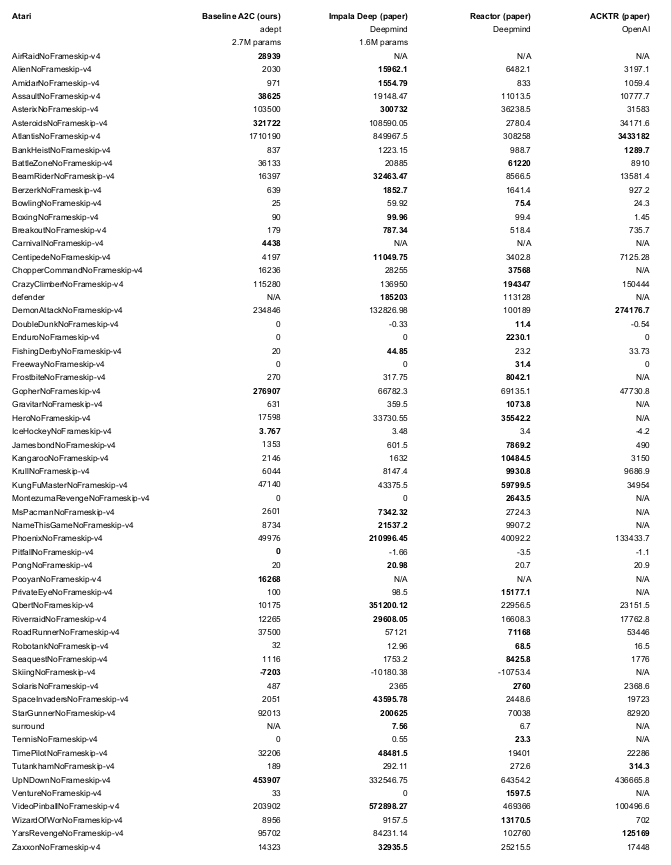 Atari Baseline A2C (ours) Impala Deep (paper) Reactor (paper) ACKTR (paper)
adept Deepmind Deepmind OpenAI
2.7M params 1.6M params
AirRaidNoFrameskip-v4 28939 N/A N/A N/A
AlienNoFrameskip-v4 2030 15962.1 6482.1 3197.1
AmidarNoFrameskip-v4 971 1554.79 833 1059.4
AssaultNoFrameskip-v4 38625 19148.47 11013.5 10777.7
AsterixNoFrameskip-v4 103500 300732 36238.5 31583
AsteroidsNoFrameskip-v4 321722 108590.05 2780.4 34171.6
AtlantisNoFrameskip-v4 1710190 849967.5 308258 3433182
BankHeistNoFrameskip-v4 837 1223.15 988.7 1289.7
BattleZoneNoFrameskip-v4 36133 20885 61220 8910
BeamRiderNoFrameskip-v4 16397 32463.47 8566.5 13581.4
BerzerkNoFrameskip-v4 639 1852.7 1641.4 927.2
BowlingNoFrameskip-v4 25 59.92 75.4 24.3
BoxingNoFrameskip-v4 90 99.96 99.4 1.45
BreakoutNoFrameskip-v4 179 787.34 518.4 735.7
CarnivalNoFrameskip-v4 4438 N/A N/A N/A
CentipedeNoFrameskip-v4 4197 11049.75 3402.8 7125.28
ChopperCommandNoFrameskip-v4 16236 28255 37568 N/A
CrazyClimberNoFrameskip-v4 115280 136950 194347 150444
defender N/A 185203 113128 N/A
DemonAttackNoFrameskip-v4 234846 132826.98 100189 274176.7
DoubleDunkNoFrameskip-v4 0 -0.33 11.4 -0.54
EnduroNoFrameskip-v4 0 0 2230.1 0
FishingDerbyNoFrameskip-v4 20 44.85 23.2 33.73
FreewayNoFrameskip-v4 0 0 31.4 0
FrostbiteNoFrameskip-v4 270 317.75 8042.1 N/A
GopherNoFrameskip-v4 276907 66782.3 69135.1 47730.8
GravitarNoFrameskip-v4 631 359.5 1073.8 N/A
HeroNoFrameskip-v4 17598 33730.55 35542.2 N/A
IceHockeyNoFrameskip-v4 3.767 3.48 3.4 -4.2
JamesbondNoFrameskip-v4 1353 601.5 7869.2 490
KangarooNoFrameskip-v4 2146 1632 10484.5 3150
KrullNoFrameskip-v4 6044 8147.4 9930.8 9686.9
KungFuMasterNoFrameskip-v4 47140 43375.5 59799.5 34954
MontezumaRevengeNoFrameskip-v4 0 0 2643.5 N/A
MsPacmanNoFrameskip-v4 2601 7342.32 2724.3 N/A
NameThisGameNoFrameskip-v4 8734 21537.2 9907.2 N/A
PhoenixNoFrameskip-v4 49976 210996.45 40092.2 133433.7
PitfallNoFrameskip-v4 0 -1.66 -3.5 -1.1
PongNoFrameskip-v4 20 20.98 20.7 20.9
PooyanNoFrameskip-v4 16268 N/A N/A N/A
PrivateEyeNoFrameskip-v4 100 98.5 15177.1 N/A
QbertNoFrameskip-v4 10175 351200.12 22956.5 23151.5
RiverraidNoFrameskip-v4 12265 29608.05 16608.3 17762.8
RoadRunnerNoFrameskip-v4 37500 57121 71168 53446
RobotankNoFrameskip-v4 32 12.96 68.5 16.5
SeaquestNoFrameskip-v4 1116 1753.2 8425.8 1776
SkiingNoFrameskip-v4 -7203 -10180.38 -10753.4 N/A
SolarisNoFrameskip-v4 487 2365 2760 2368.6
SpaceInvadersNoFrameskip-v4 2051 43595.78 2448.6 19723
StarGunnerNoFrameskip-v4 92013 200625 70038 82920
surround N/A 7.56 6.7 N/A
TennisNoFrameskip-v4 0 0.55 23.3 N/A
TimePilotNoFrameskip-v4 32206 48481.5 19401 22286
TutankhamNoFrameskip-v4 189 292.11 272.6 314.3
UpNDownNoFrameskip-v4 453907 332546.75 64354.2 436665.8
VentureNoFrameskip-v4 33 0 1597.5 N/A
VideoPinballNoFrameskip-v4 203902 572898.27 469366 100496.6
WizardOfWorNoFrameskip-v4 8956 9157.5 13170.5 702
YarsRevengeNoFrameskip-v4 95702 84231.14 102760 125169
ZaxxonNoFrameskip-v4 14323 32935.5 25215.5 17448